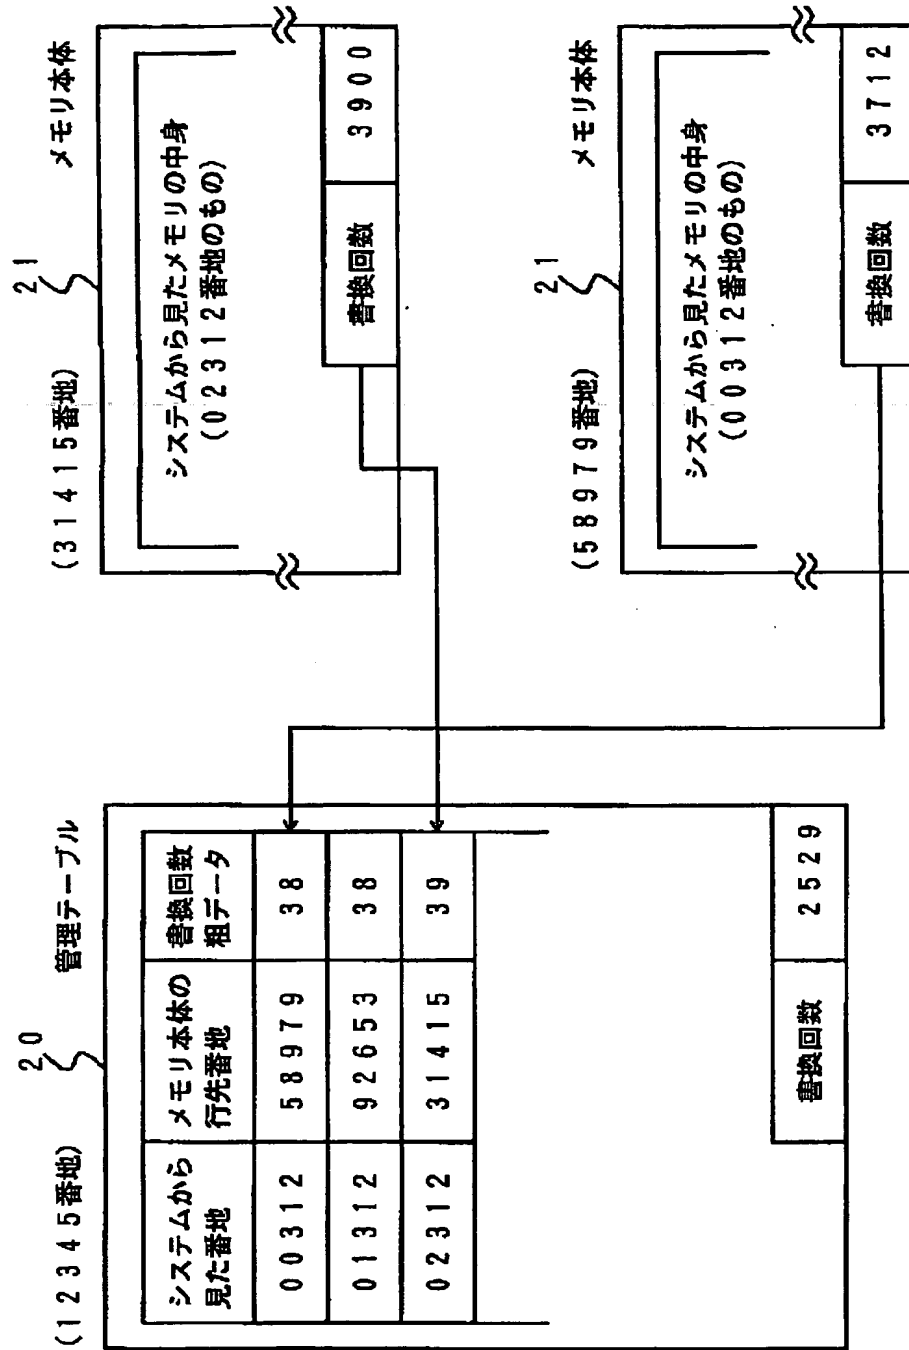 (12345番地)
20
管理テーブル
システムから
見た番地
メモリ本体の
行先番地
書換回数
粗データ
00312
58979
38
01312
92653
38
02312
31415
39
書換回数
2529
(31415番地)
21
メモリ本体
システムから見たメモリの中身
(02312番地のもの)
書換回数
3900
(58979番地)
21
メモリ本体
システムから見たメモリの中身
(00312番地のもの)
書換回数
3712